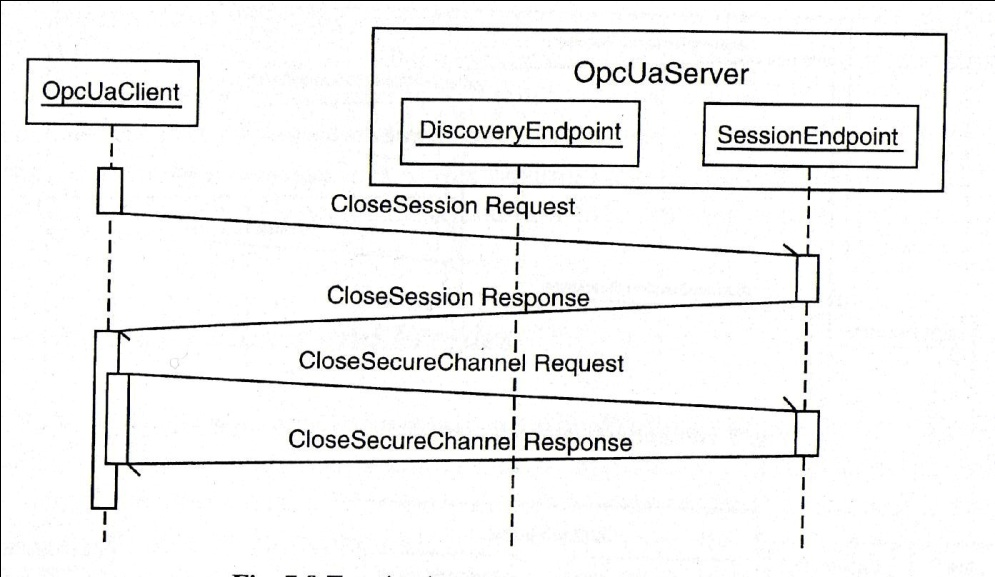 OpcUaServer
OpcUaClient
DiscoveryEndpoint
SessionEndpoint
CloseSession Request
CloseSession Response
CloseSecureChannel Request
CloseSecureChannel Response